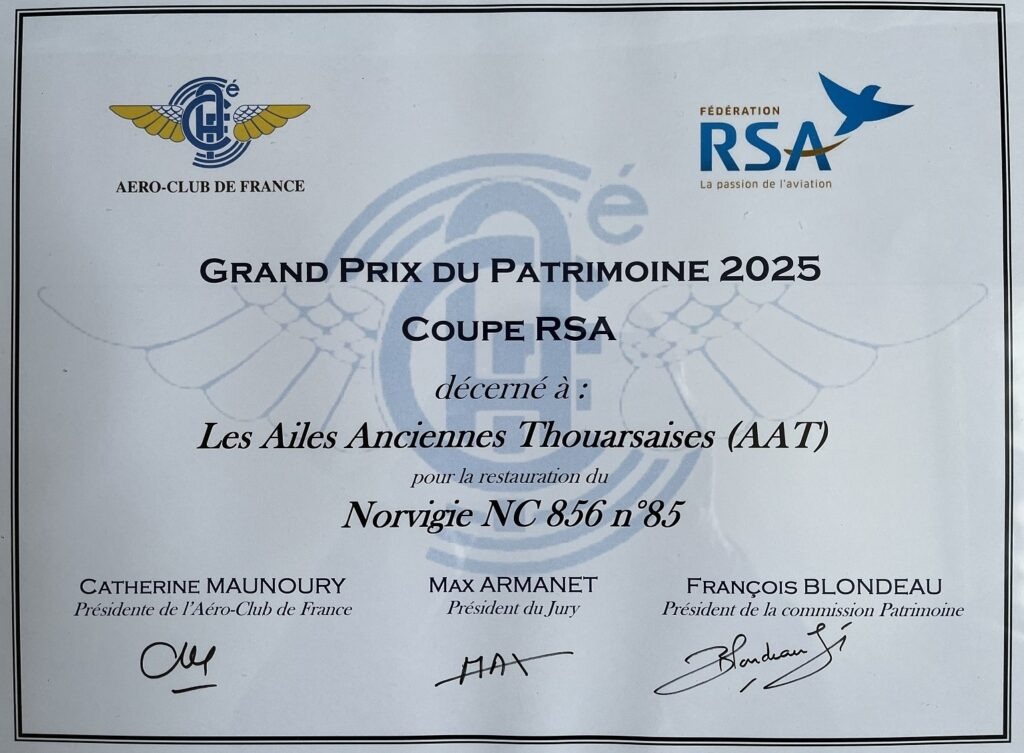 é
AERO-CLUB DE FRANCE
FÉDÉRATION
RSA
La passion de l'aviation
é
GRAND PRIX DU PATRIMOINE 2025
COUPE RSA
décerné à :
Les Ailes Anciennes Thouarsaises (AAT)
pour la restauration du
Norvigie NC 856 n°85
CATHERINE MAUNOURY
Présidente de l'Aéro-Club de France
MAX ARMANET
Président du Jury
FRANÇOIS BLONDEAU
Président de la commission Patrimoine
MAX
Blondeau